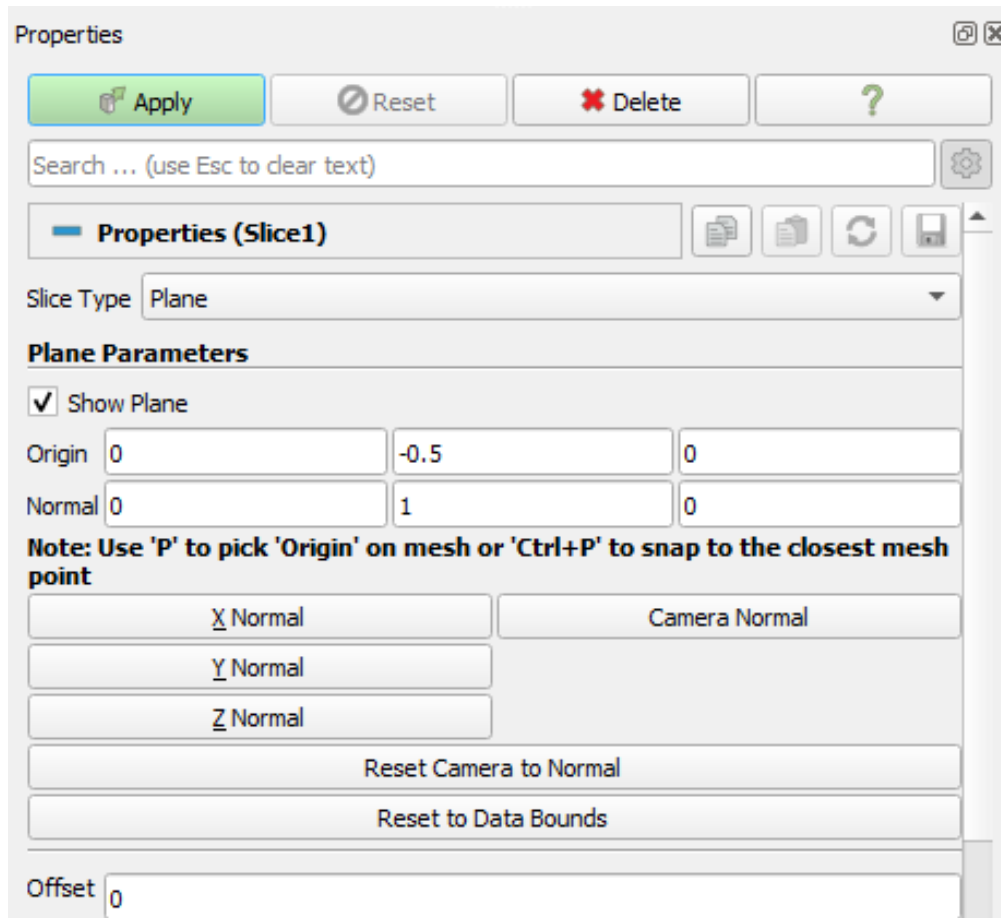 Properties
Apply Reset Delete ?
Search ... (use Esc to clear text)
Properties (Slice1)
Slice Type Plane
Plane Parameters
Show Plane
Origin 0 -0.5 0
Normal 0 1 0
Note: Use 'P' to pick 'Origin' on mesh or 'Ctrl+P' to snap to the closest mesh
point
X Normal Camera Normal
Y Normal
Z Normal
Reset Camera to Normal
Reset to Data Bounds
Offset 0